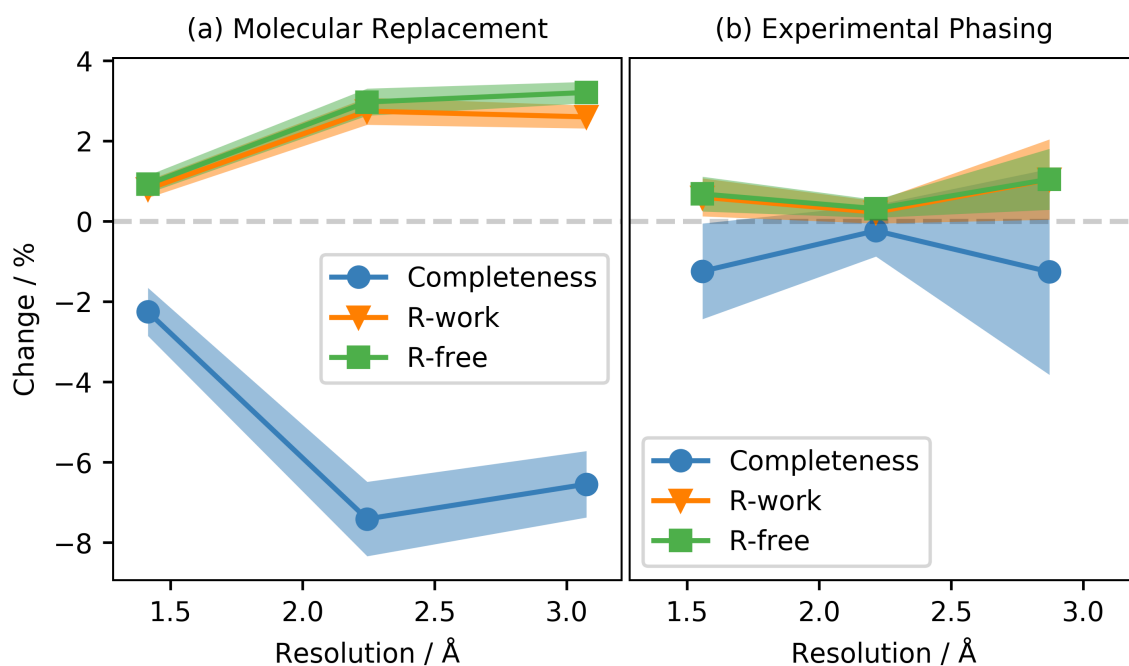 (a) Molecular Replacement
(b) Experimental Phasing
Change / %
4
2
0
−2
−4
−6
−8
Completeness
R-work
R-free
Completeness
R-work
R-free
1.5 2.0 2.5 3.0
1.5 2.0 2.5 3.0
Resolution / Å
Resolution / Å